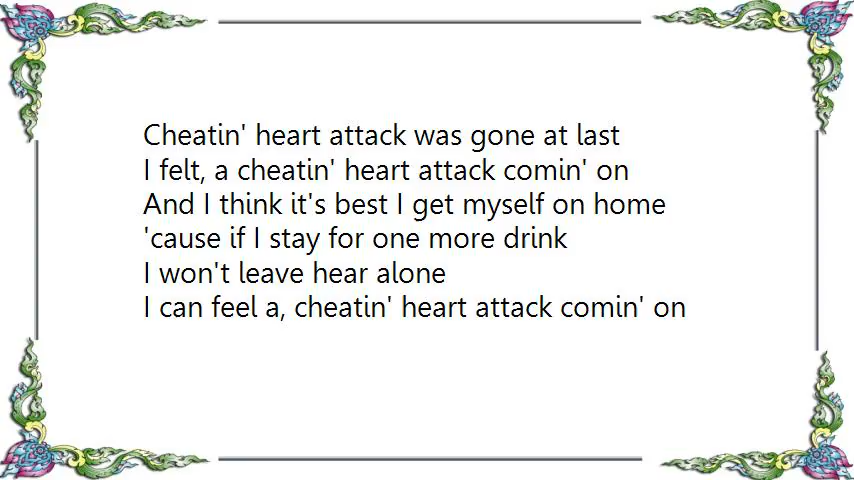 Cheatin' heart attack was gone at last
I felt, a cheatin' heart attack comin' on
And I think it's best I get myself on home
'cause if I stay for one more drink
I won't leave hear alone
I can feel a, cheatin' heart attack comin' on